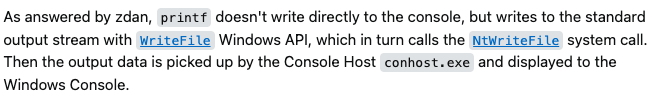 As answered by zdan, printf doesn't write directly to the console, but writes to the standard
output stream with WriteFile Windows API, which in turn calls the NtWriteFile system call.
Then the output data is picked up by the Console Host conhost.exe and displayed to the
Windows Console.